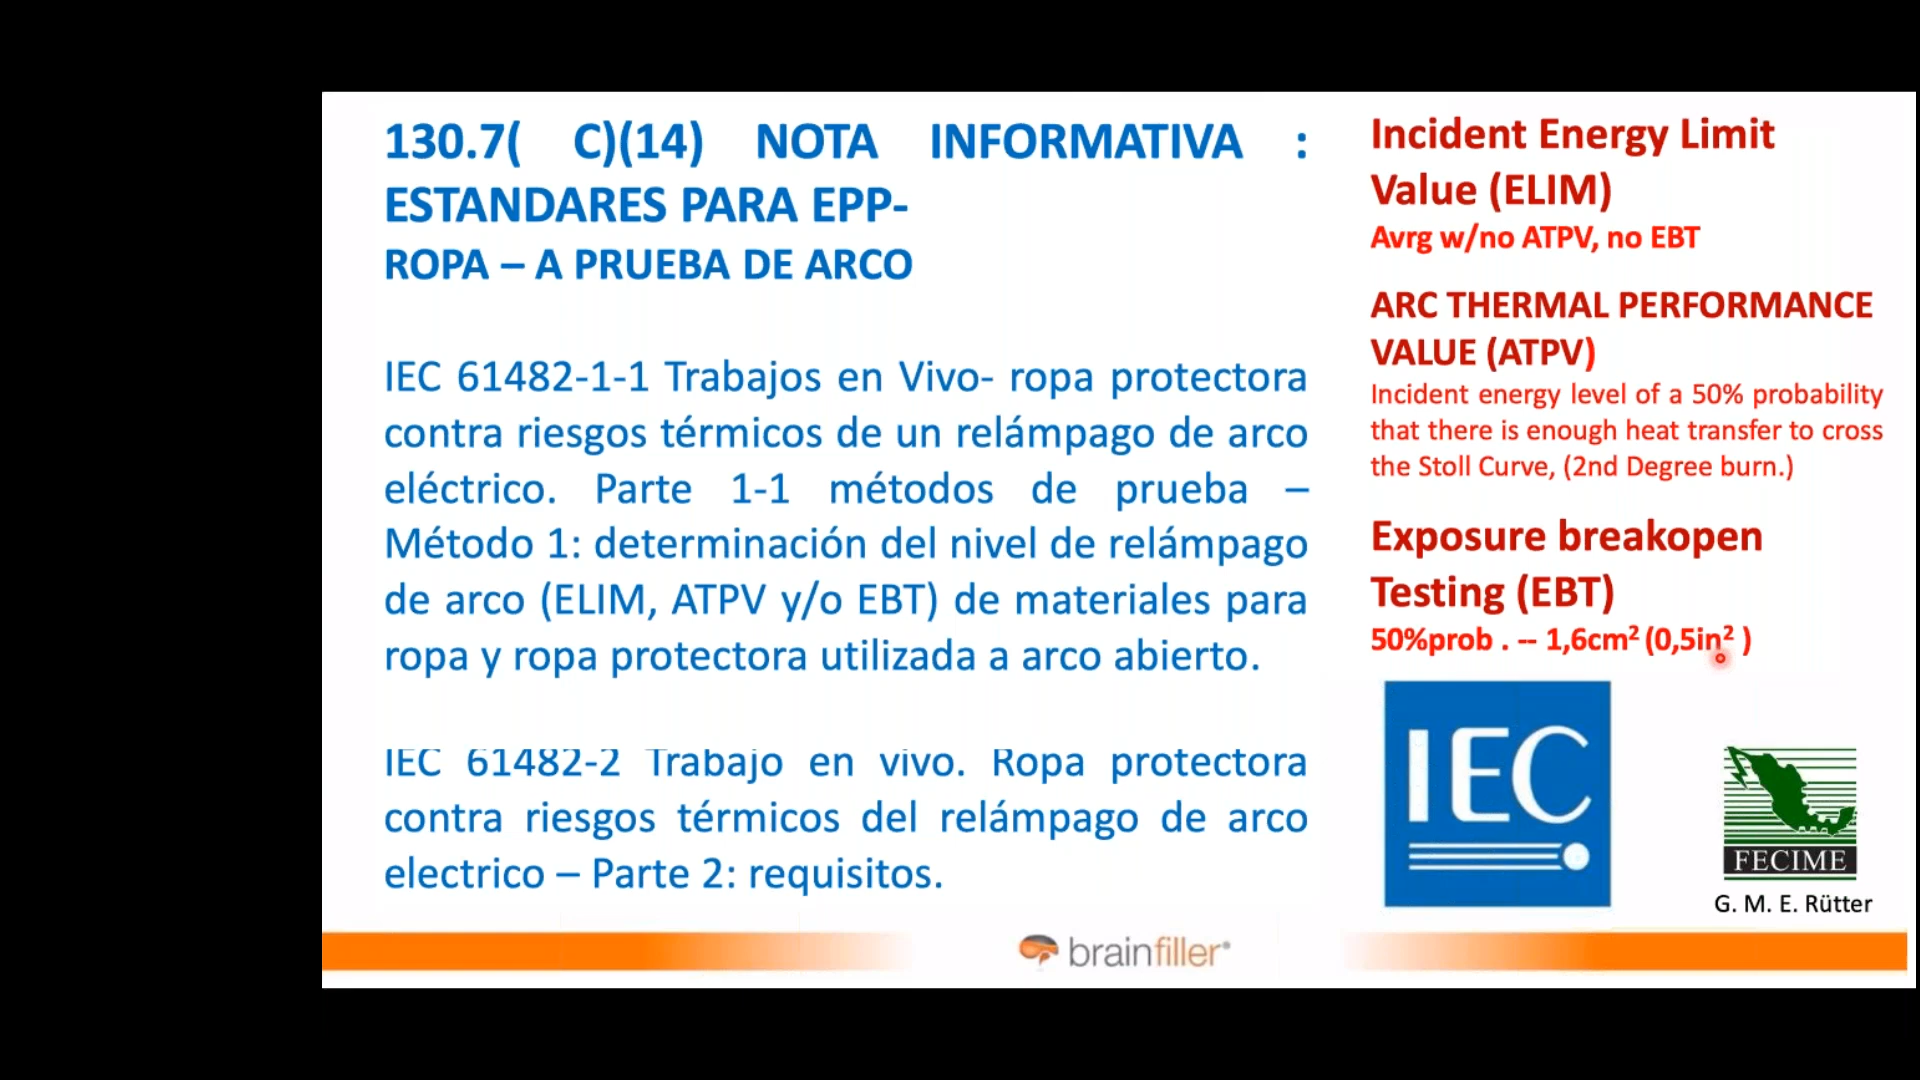 130.7( C)(14) NOTA INFORMATIVA :
ESTANDARES PARA EPP-
ROPA – A PRUEBA DE ARCO
IEC 61482-1-1 Trabajos en Vivo- ropa protectora
contra riesgos térmicos de un relámpago de arco
eléctrico. Parte 1-1 métodos de prueba –
Método 1: determinación del nivel de relámpago
de arco (ELIM, ATPV y/o EBT) de materiales para
ropa y ropa protectora utilizada a arco abierto.
IEC 61482-2 Trabajo en vivo. Ropa protectora
contra riesgos térmicos del relámpago de arco
electrico – Parte 2: requisitos.
Incident Energy Limit
Value (ELIM)
Avrg w/no ATPV, no EBT
ARC THERMAL PERFORMANCE
VALUE (ATPV)
Incident energy level of a 50% probability
that there is enough heat transfer to cross
the Stoll Curve, (2nd Degree burn.)
Exposure breakopen
Testing (EBT)
50%prob . -- 1,6cm² (0,5in² )
IEC
FECIME
G. M. E. Rütter
brainfiller®